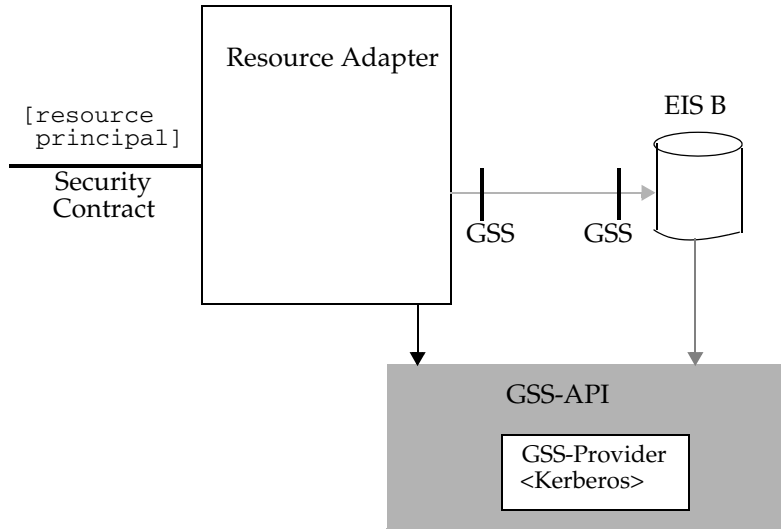 Resource Adapter
[resource
principal]
Security
Contract
EIS B
GSS
GSS
GSS-API
GSS-Provider
<Kerberos>